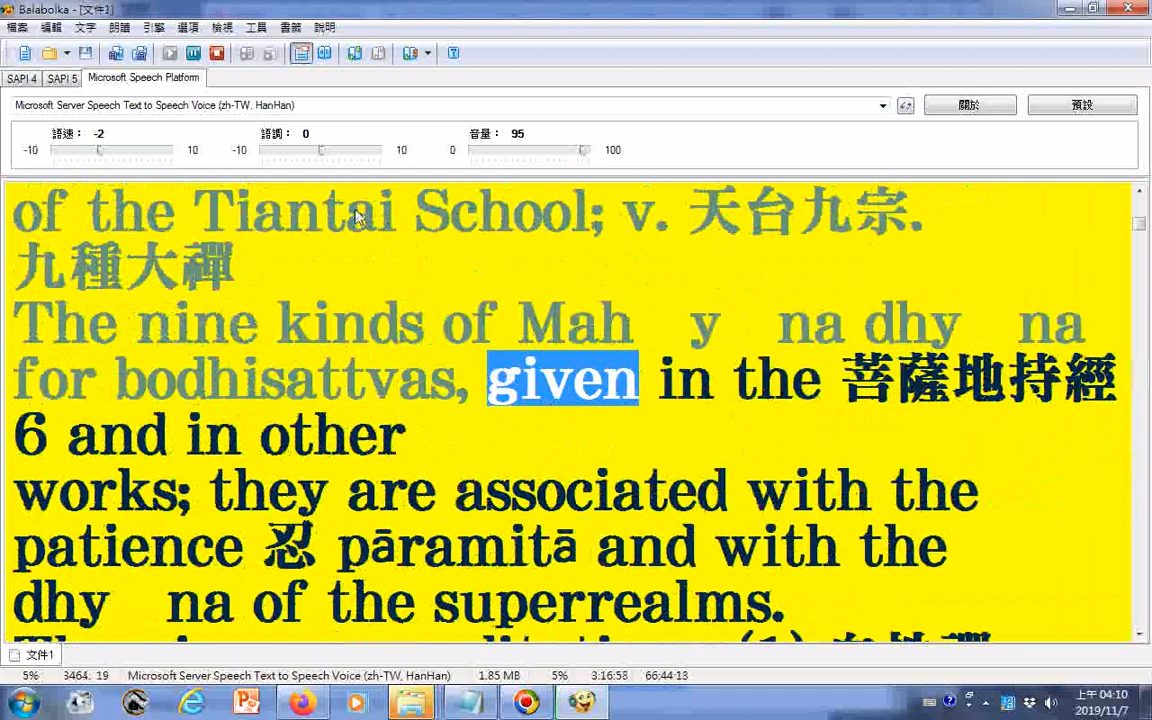 Balabolka - [文件1]
檔案 編輯 文字 朗讀 引擎 選項 檢視 工具 書籤 說明
SAPI 4 SAPI 5 Microsoft Speech Platform
Microsoft Server Speech Text to Speech Voice (zh-TW, HanHan) 關於 預設
語速： -2 語調： 0 音量： 95
-10 10 -10 10 0 100
of the Tiantai School; v. 天台九宗.
九種大禪
The nine kinds of Mah y na dhy na
for bodhisattvas, given in the 菩薩地持經
6 and in other
works; they are associated with the
patience 忍 pāramitā and with the
dhy na of the superrealms.
文件1
5% 3464, 19 Microsoft Server Speech Text to Speech Voice (zh-TW, HanHan) 1.85 MB 5% 3:16:58 66:44:13
上午 04:10
2019/11/7